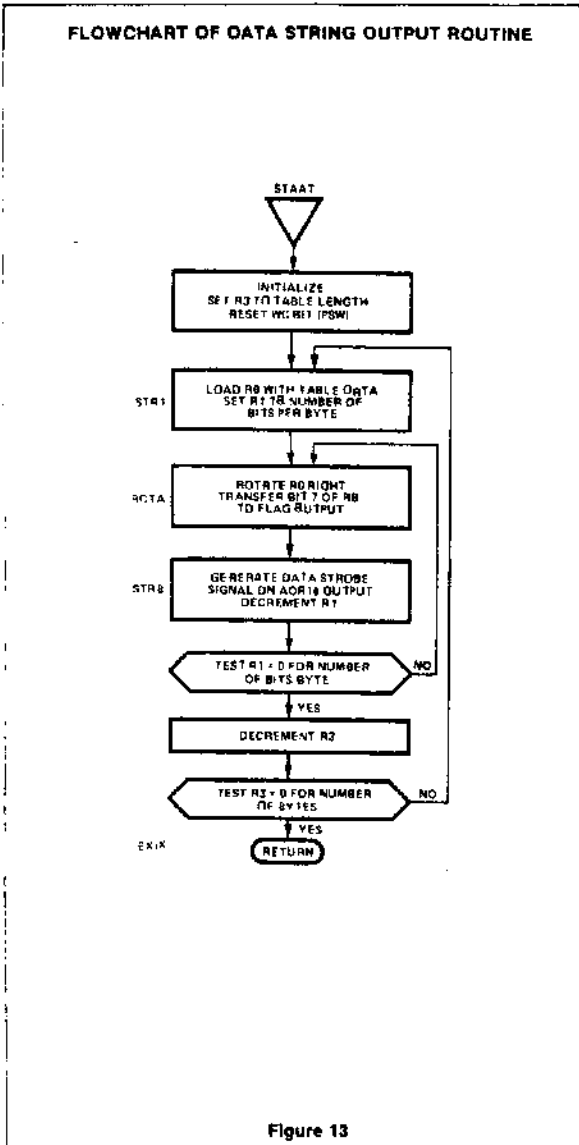 FLOWCHART OF DATA STRING OUTPUT ROUTINE
STAAT
INITIALIZE
SET R3 TO TABLE LENGTH
RESET WC BIT (PSW)
STR1
LOAD R0 WITH TABLE DATA
SET R1 TO NUMBER OF
BITS PER BYTE
ROTA
ROTATE R0 RIGHT
TRANSFER BIT 7 OF R0
TO FLAG OUTPUT
STRB
GENERATE DATA STROBE
SIGNAL ON ADR14 OUTPUT
DECREMENT R1
TEST R1 = 0 FOR NUMBER
OF BITS BYTE
NO
YES
DECREMENT R3
TEST R3 = 0 FOR NUMBER
OF BYTES
NO
YES
EXIX
RETURN
Figure 13